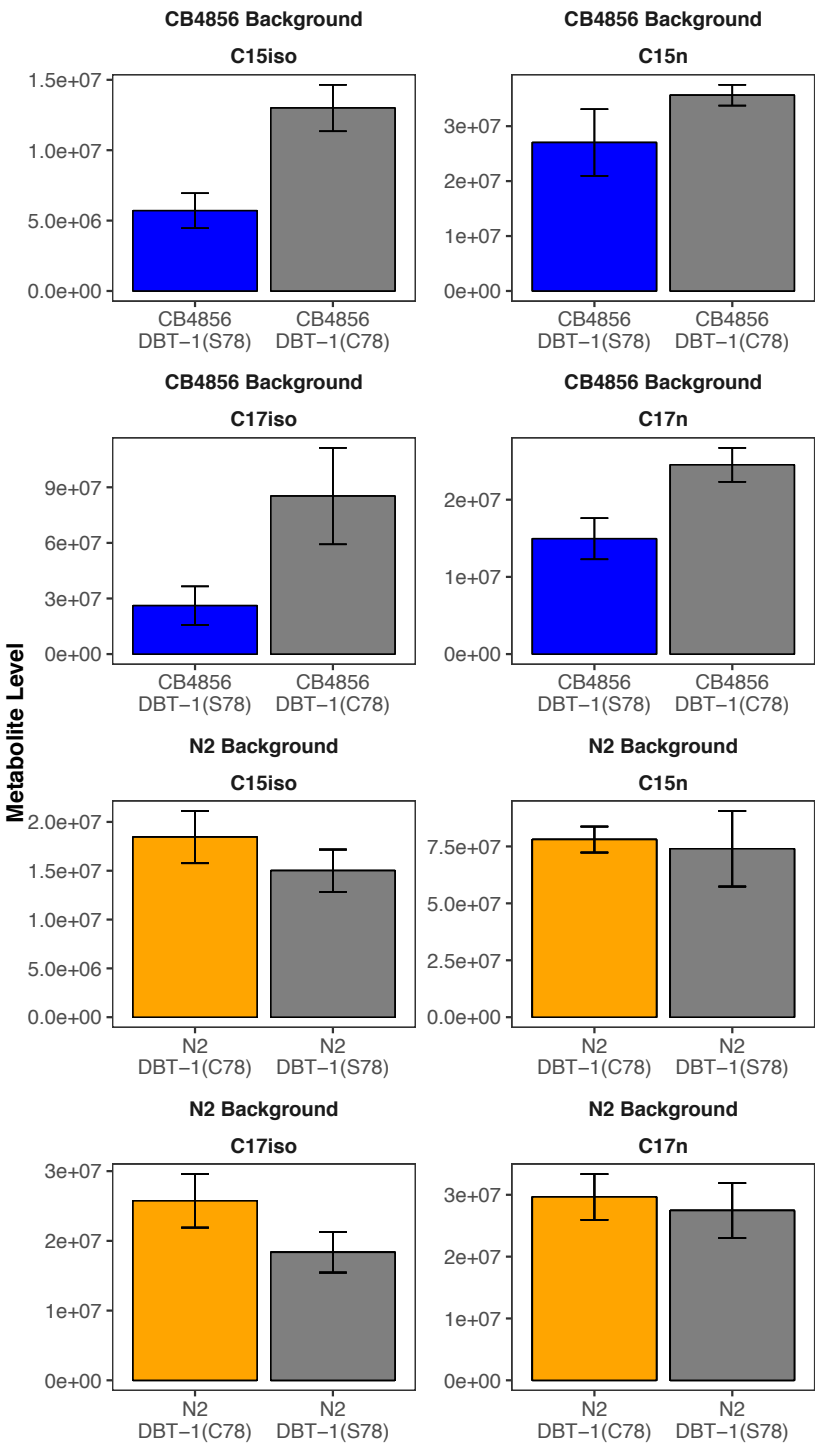 CB4856 Background
C15iso
1.5e+07
1.0e+07
5.0e+06
0.0e+00
CB4856
DBT−1(S78)
CB4856
DBT−1(C78)
CB4856 Background
C15n
3e+07
2e+07
1e+07
0e+00
CB4856
DBT−1(S78)
CB4856
DBT−1(C78)
CB4856 Background
C17iso
9e+07
6e+07
3e+07
0e+00
CB4856
DBT−1(S78)
CB4856
DBT−1(C78)
CB4856 Background
C17n
2e+07
1e+07
0e+00
CB4856
DBT−1(S78)
CB4856
DBT−1(C78)
Metabolite Level
N2 Background
C15iso
2.0e+07
1.5e+07
1.0e+07
5.0e+06
0.0e+00
N2
DBT−1(C78)
N2
DBT−1(S78)
N2 Background
C15n
7.5e+07
5.0e+07
2.5e+07
0.0e+00
N2
DBT−1(C78)
N2
DBT−1(S78)
N2 Background
C17iso
3e+07
2e+07
1e+07
0e+00
N2
DBT−1(C78)
N2
DBT−1(S78)
N2 Background
C17n
3e+07
2e+07
1e+07
0e+00
N2
DBT−1(C78)
N2
DBT−1(S78)